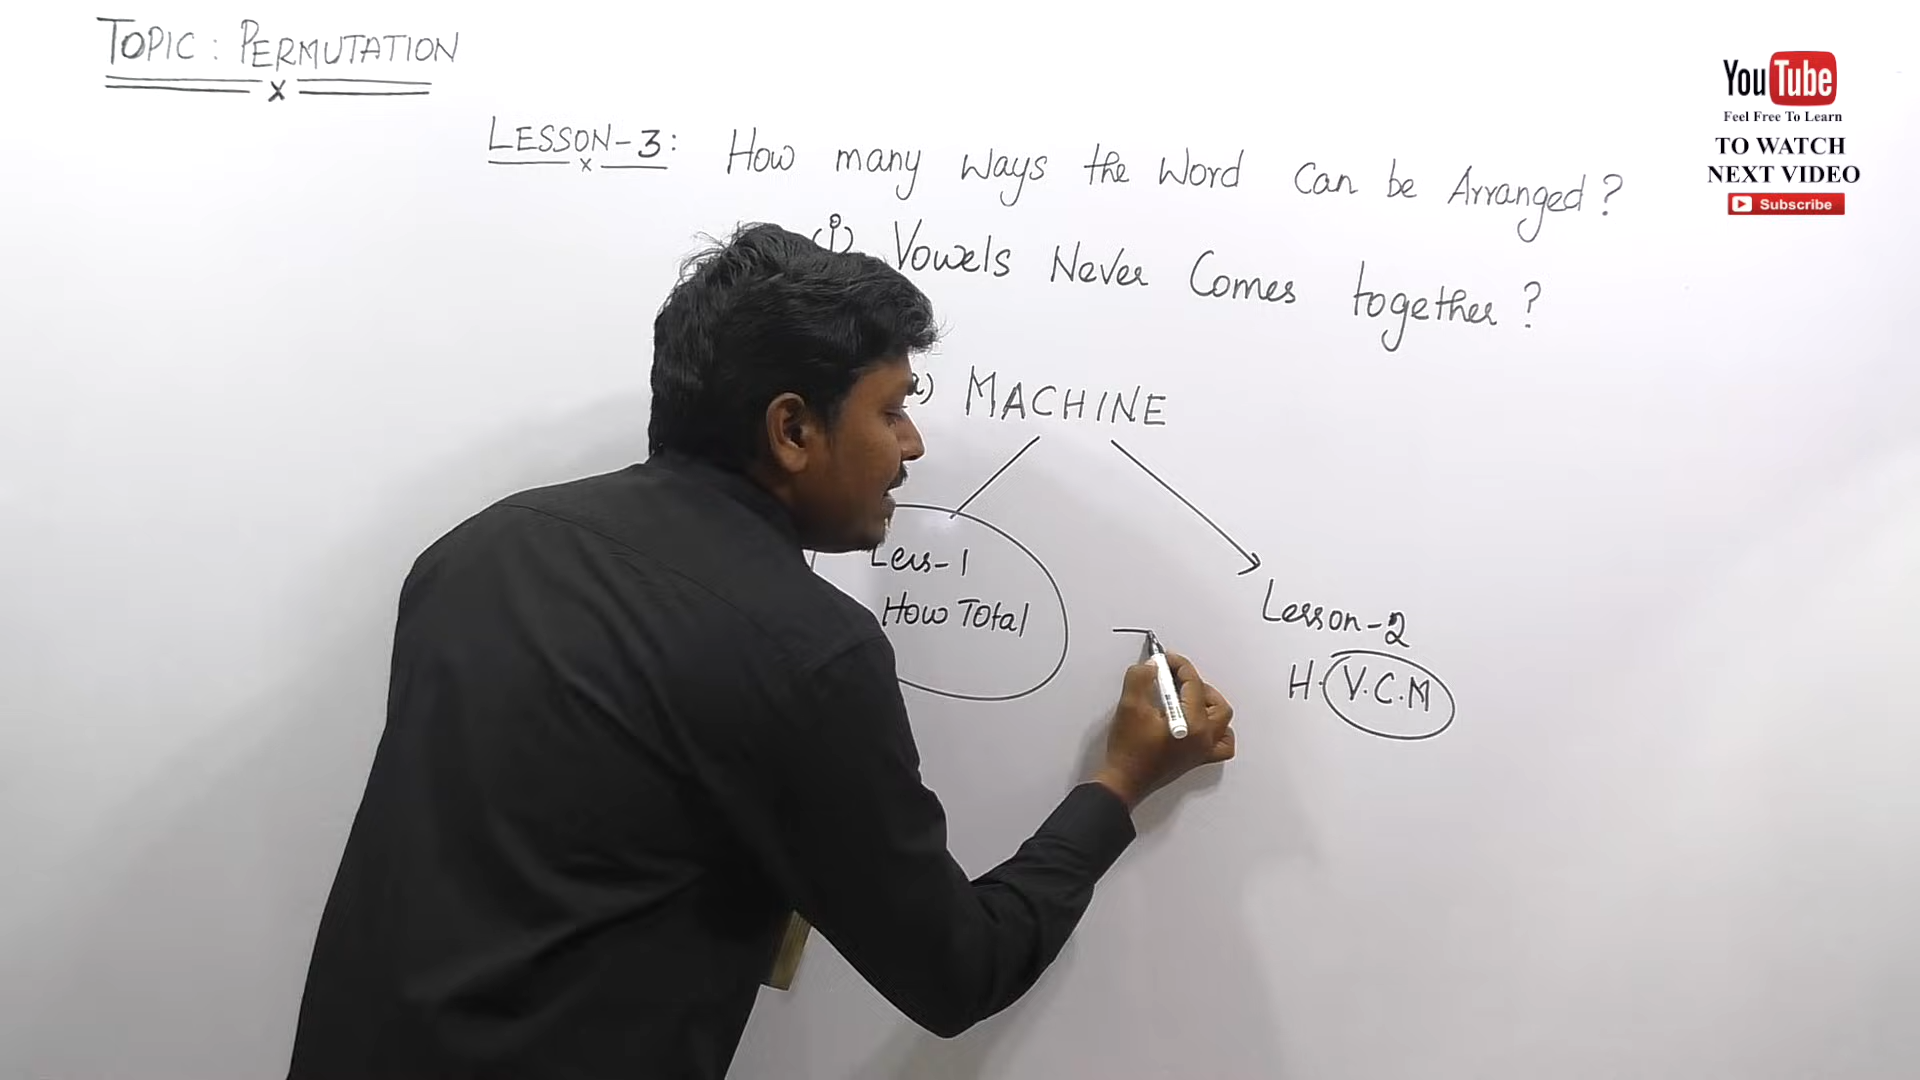 TOPIC: PERMUTATION
x
LESSON-3: How many ways the Word can be Arranged?
x
Vowels Never Comes together?
a) MACHINE
Less-1
How Total
Lesson-2
H. V.C.M
YouTube
Feel Free To Learn
TO WATCH
NEXT VIDEO
Subscribe